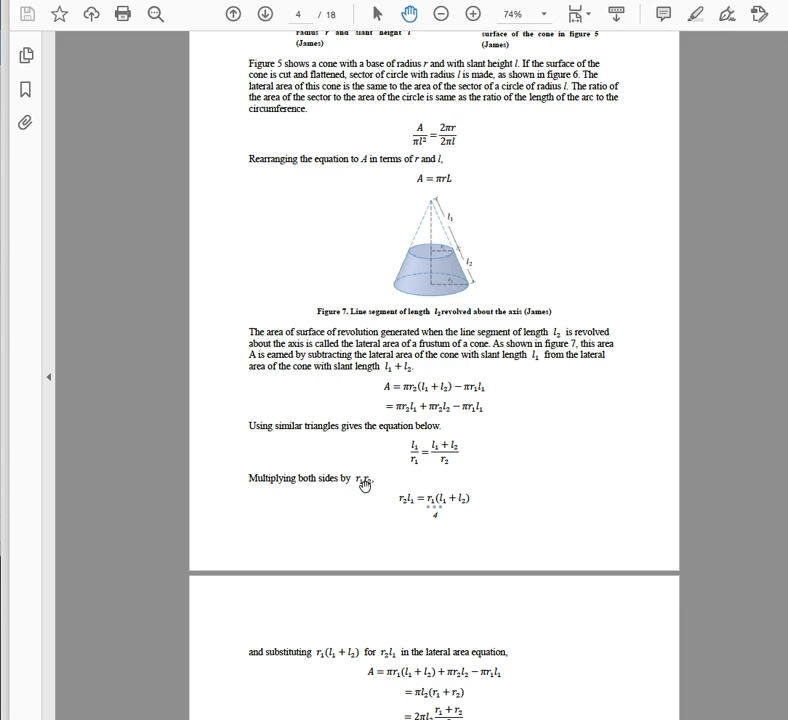 4 / 18
74%
radius r and slant height l
surface of the cone in figure 5
(James)
(James)
Figure 5 shows a cone with a base of radius r and with slant height l. If the surface of the
cone is cut and flattened, sector of circle with radius l is made, as shown in figure 6. The
lateral area of this cone is the same to the area of the sector of a circle of radius l. The ratio of
the area of the sector to the area of the circle is same as the ratio of the length of the arc to the
circumference.
A/πl² = 2πr/2πl
Rearranging the equation to A in terms of r and l,
A = πrL
l₁
l₂
Figure 7. Line segment of length l₂revolved about the axis (James)
The area of surface of revolution generated when the line segment of length l₂ is revolved
about the axis is called the lateral area of a frustum of a cone. As shown in figure 7, this area
A is earned by subtracting the lateral area of the cone with slant length l₁ from the lateral
area of the cone with slant length l₁ + l₂.
A = πr₂(l₁ + l₂) − πr₁l₁
= πr₂l₁ + πr₂l₂ − πr₁l₁
Using similar triangles gives the equation below.
l₁/r₁ = l₁ + l₂/r₂
Multiplying both sides by r₁r₂,
r₂l₁ = r₁(l₁ + l₂)
4
and substituting r₁(l₁ + l₂) for r₂l₁ in the lateral area equation,
A = πr₁(l₁ + l₂) + πr₂l₂ − πr₁l₁
= πl₂(r₁ + r₂)
= 2πl₂ r₁ + r₂